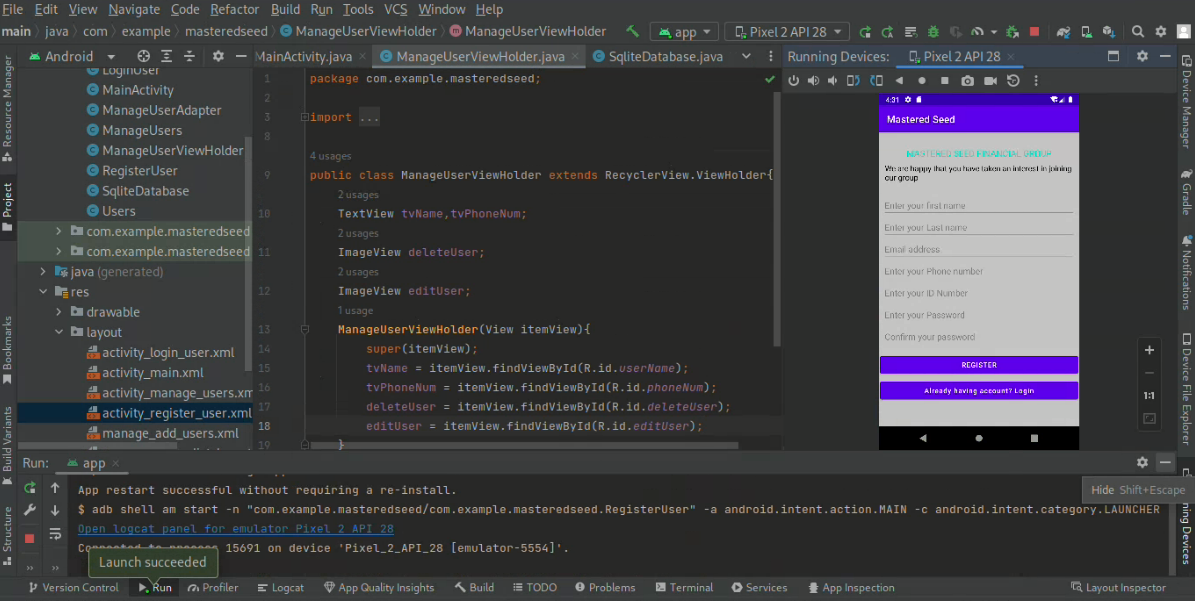 File Edit View Navigate Code Refactor Build Run Tools VCS Window Help
main java com example masteredseed ManageUserViewHolder ManageUserViewHolder app Pixel 2 API 28
Android MainActivity.java ManageUserViewHolder.java SqliteDatabase.java Running Devices: Pixel 2 API 28
Resource Manager
Project
Bookmarks
Build Variants
Structure
LoginUser
MainActivity
ManageUserAdapter
ManageUsers
ManageUserViewHolder
RegisterUser
SqliteDatabase
Users
com.example.masteredseed
com.example.masteredseed
java (generated)
res
drawable
layout
activity_login_user.xml
activity_main.xml
activity_manage_users.xm
activity_register_user.xml
manage_add_users.xml
1 package com.example.masteredseed;
2
3 import ...
8
4 usages
9 public class ManageUserViewHolder extends RecyclerView.ViewHolder{
2 usages
10 TextView tvName,tvPhoneNum;
2 usages
11 ImageView deleteUser;
2 usages
12 ImageView editUser;
1 usage
13 ManageUserViewHolder(View itemView){
14 super(itemView);
15 tvName = itemView.findViewById(R.id.userName);
16 tvPhoneNum = itemView.findViewById(R.id.phoneNum);
17 deleteUser = itemView.findViewById(R.id.deleteUser);
18 editUser = itemView.findViewById(R.id.editUser);
19 }
4:31
Mastered Seed
MASTERED SEED FINANCIAL GROUP
We are happy that you have taken an interest in joining
our group
Enter your first name
Enter your Last name
Email address
Enter your Phone number
Enter your ID Number
Enter your Password
Confirm your password
REGISTER
Already having account? Login
1:1
Device Manager
Gradle
Notifications
Device File Explorer
Running Devices
Run: app
App restart successful without requiring a re-install.
$ adb shell am start -n "com.example.masteredseed/com.example.masteredseed.RegisterUser" -a android.intent.action.MAIN -c android.intent.category.LAUNCHER
Open logcat panel for emulator Pixel 2 API 28
Connected to process 15691 on device 'Pixel_2_API_28 [emulator-5554]'.
Hide Shift+Escape
Launch succeeded
Version Control Run Profiler Logcat App Quality Insights Build TODO Problems Terminal Services App Inspection Layout Inspector